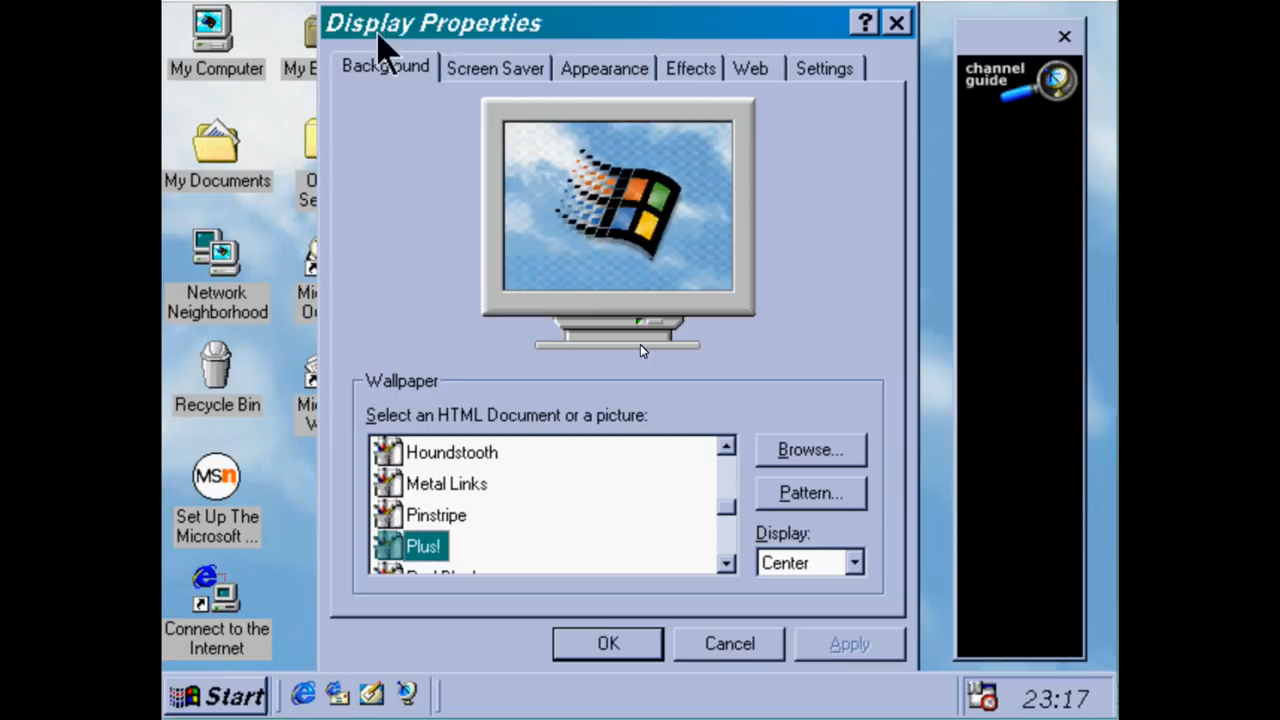 Display Properties
Background
Screen Saver
Appearance
Effects
Web
Settings
channel
guide
My Computer
My Documents
Network
Neighborhood
Recycle Bin
MSn
Set Up The
Microsoft ...
Connect to the
Internet
Wallpaper
Select an HTML Document or a picture:
Houndstooth
Metal Links
Pinstripe
Plus!
Browse...
Pattern...
Display:
Center
OK
Cancel
Apply
Start
23:17